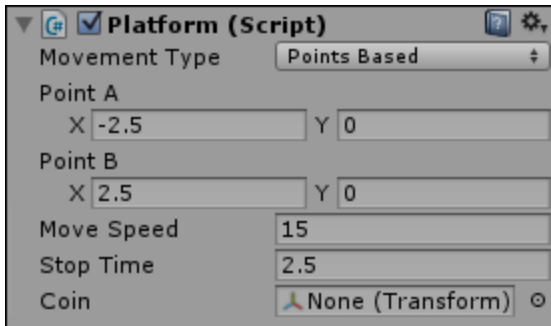 Platform (Script)
Movement Type Points Based
Point A
X -2.5 Y 0
Point B
X 2.5 Y 0
Move Speed 15
Stop Time 2.5
Coin None (Transform)